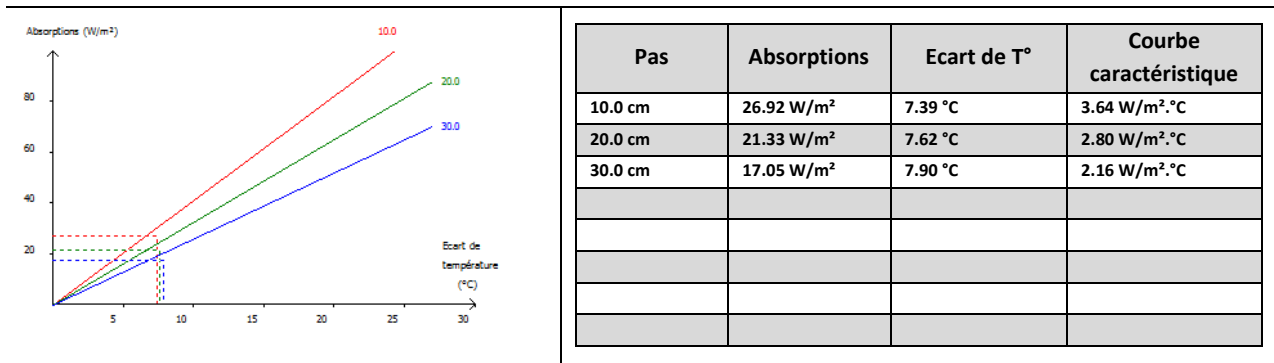 Absorptions (W/m²)
10.0
20.0
30.0
80
60
40
20
Ecart de
température
(°C)
5 10 15 20 25 30
Pas Absorptions Ecart de T° Courbe caractéristique
10.0 cm 26.92 W/m² 7.39 °C 3.64 W/m².°C
20.0 cm 21.33 W/m² 7.62 °C 2.80 W/m².°C
30.0 cm 17.05 W/m² 7.90 °C 2.16 W/m².°C